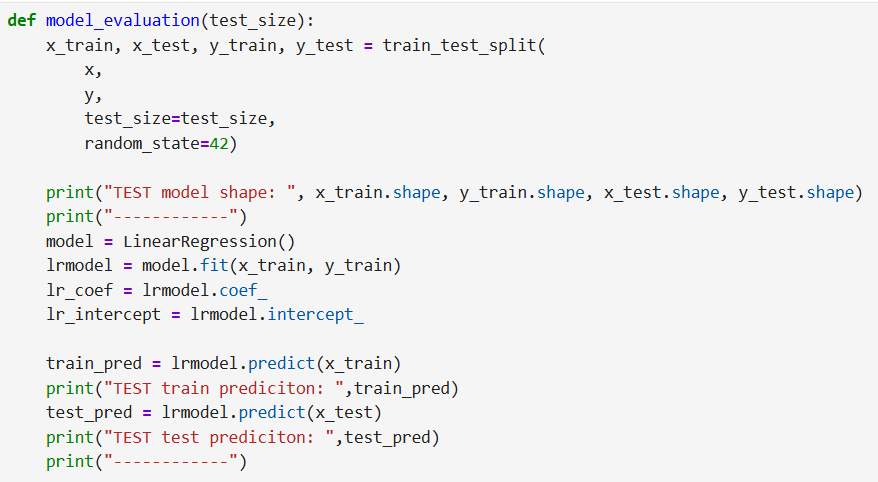 def model_evaluation(test_size):
    x_train, x_test, y_train, y_test = train_test_split(
        x,
        y,
        test_size=test_size,
        random_state=42)
    print("TEST model shape: ", x_train.shape, y_train.shape, x_test.shape, y_test.shape)
    print("------------")
    model = LinearRegression()
    lrmodel = model.fit(x_train, y_train)
    lr_coef = lrmodel.coef_
    lr_intercept = lrmodel.intercept_
    train_pred = lrmodel.predict(x_train)
    print("TEST train prediciton: ",train_pred)
    test_pred = lrmodel.predict(x_test)
    print("TEST test prediciton: ",test_pred)
    print("------------")